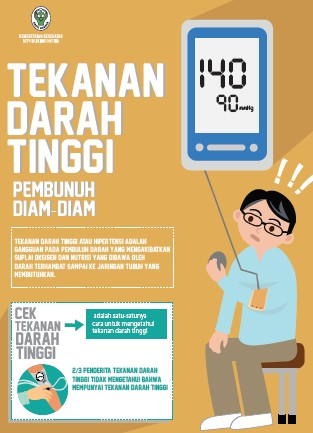 KEMENTERIAN KESEHATAN
REPUBLIK INDONESIA
TEKANAN
DARAH
TINGGI
PEMBUNUH
DIAM-DIAM
140
90 mmHg
TEKANAN DARAH TINGGI ATAU HIPERTENSI ADALAH
GANGGUAN PADA PEMBULUH DARAH YANG MENGAKIBATKAN
SUPLAI OKSIGEN DAN NUTRISI YANG DIBAWA OLEH
DARAH TERHAMBAT SAMPAI KE JARINGAN TUBUH YANG
MEMBUTUHKAN.
CEK
TEKANAN
DARAH
TINGGI
adalah satu-satunya
cara untuk mengetahui
tekanan darah tinggi
2/3 PENDERITA TEKANAN DARAH
TINGGI TIDAK MENGETAHUI BAHWA
MEMPUNYAI TEKANAN DARAH TINGGI
!!!